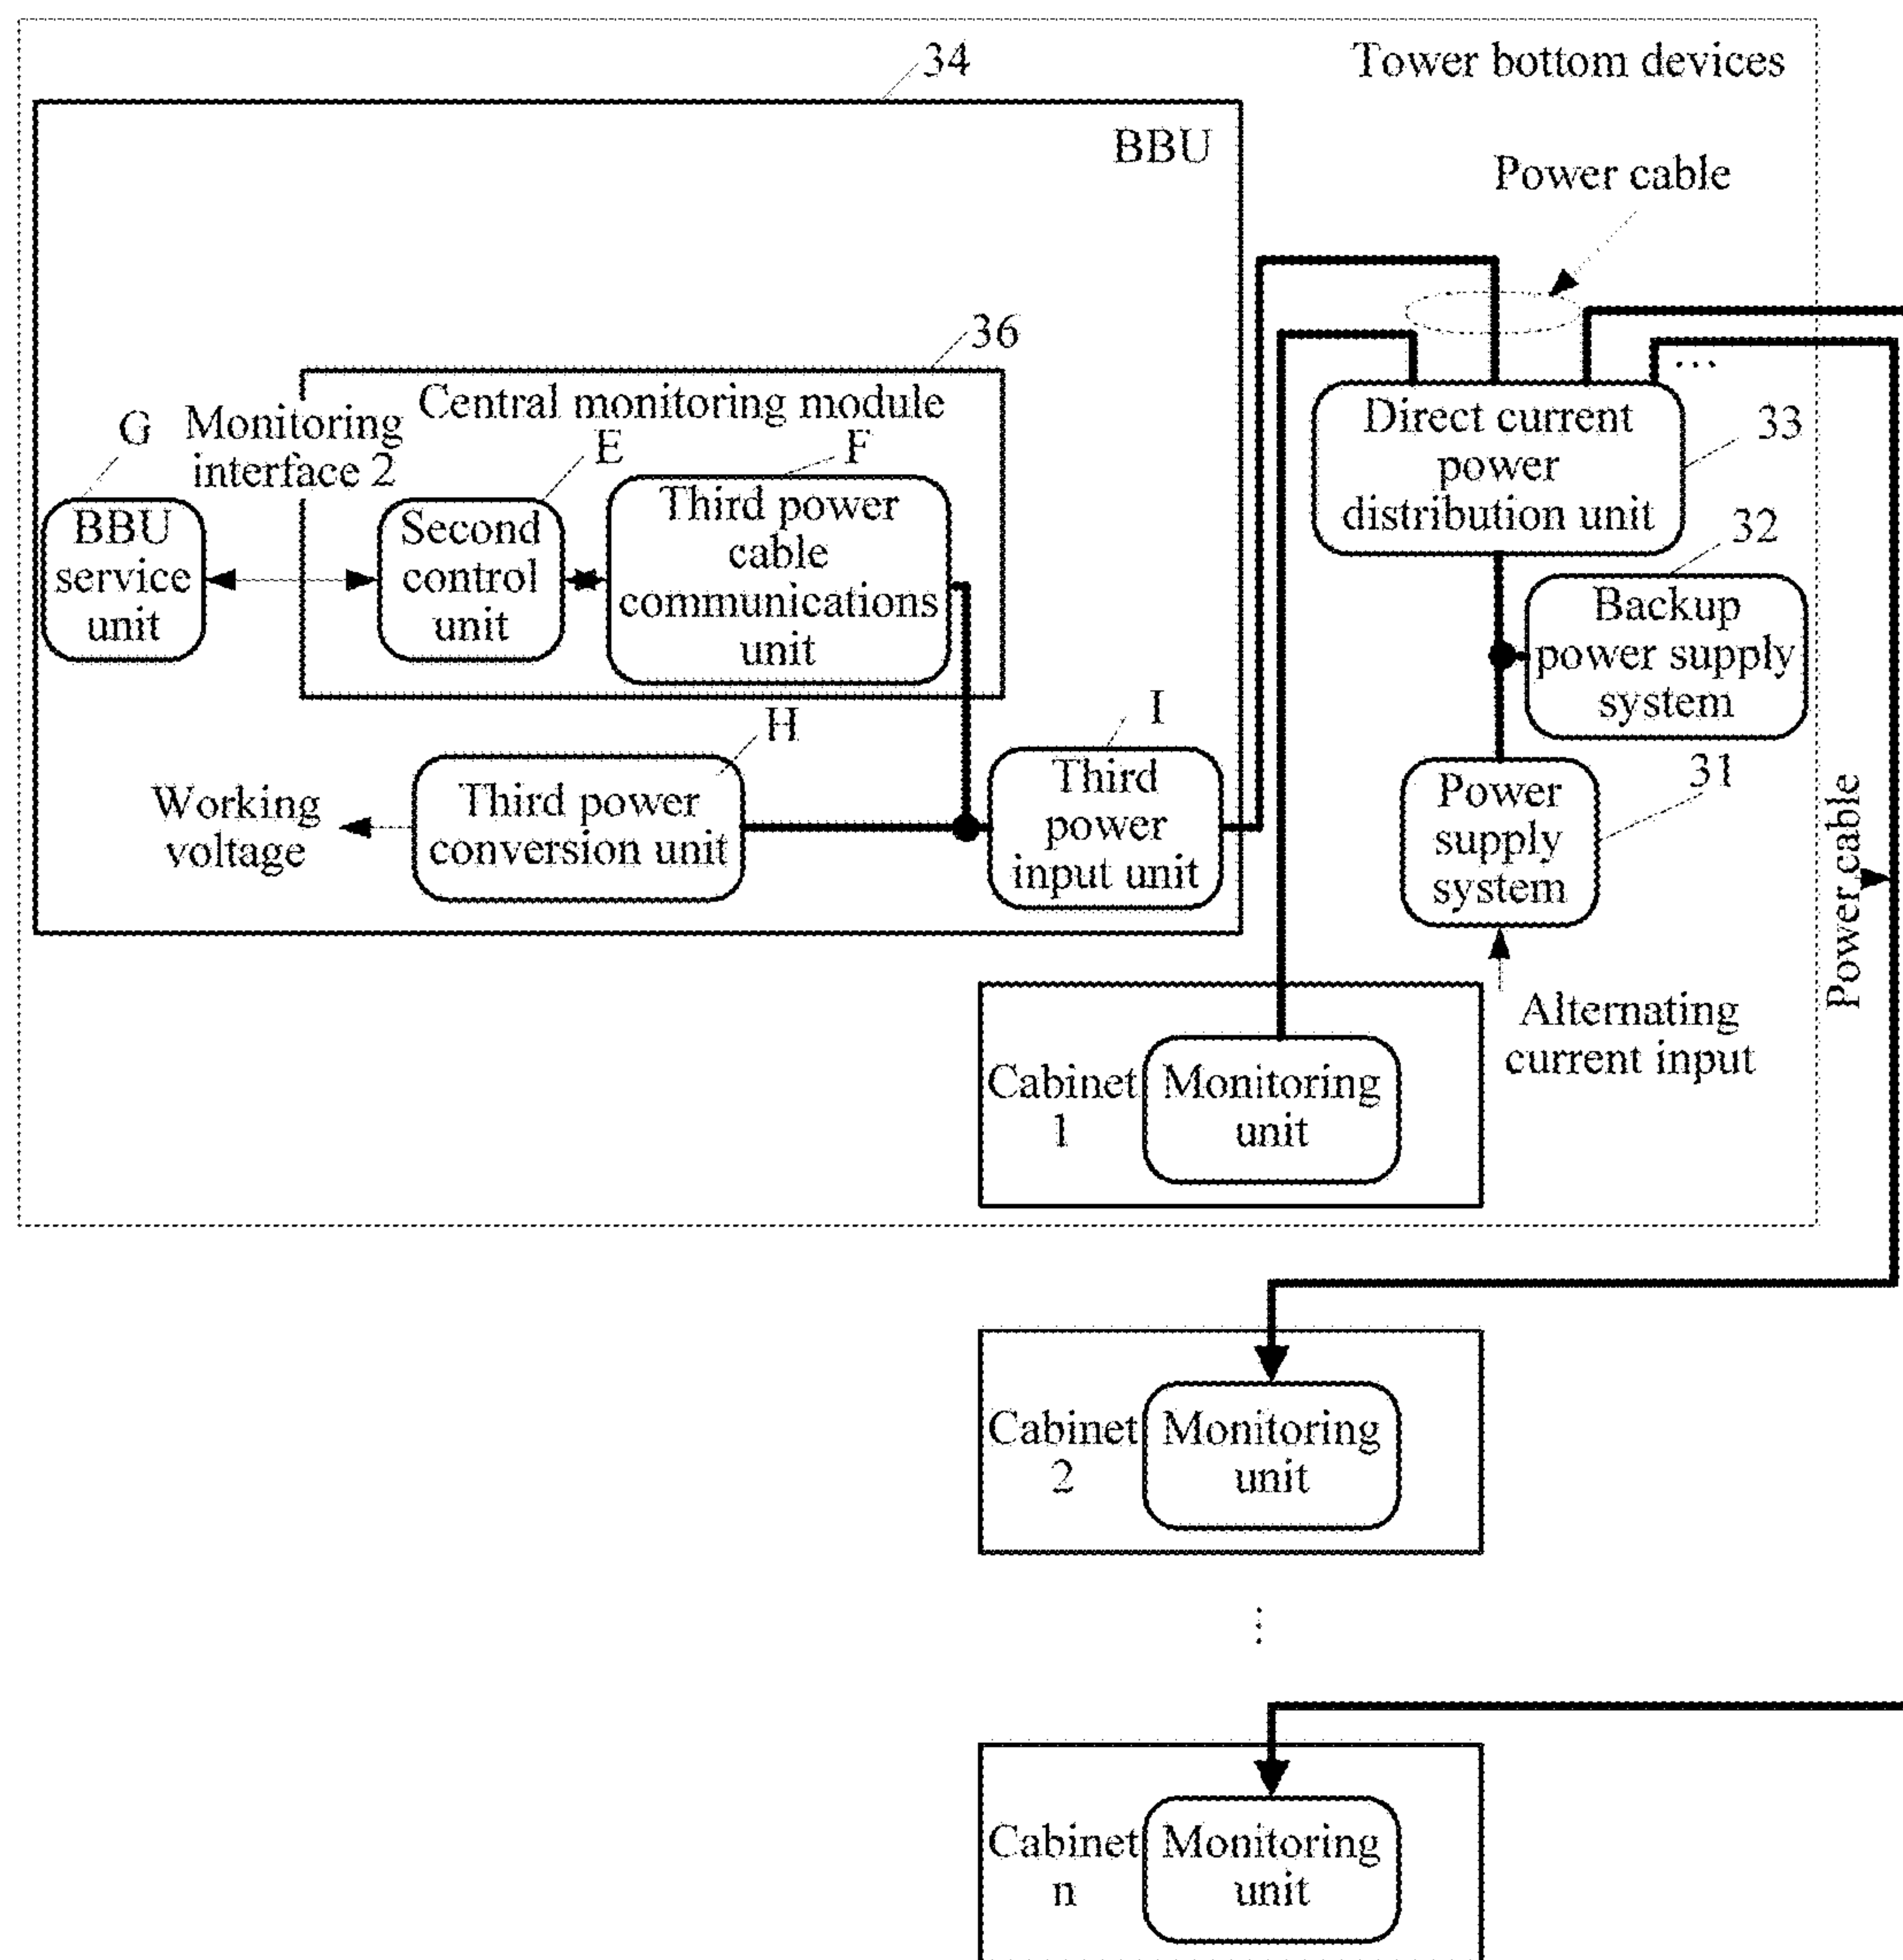 34
Tower bottom devices
BBU
Power cable
36
Central monitoring module
G
Monitoring
interface 2
E
F
BBU
service
unit
Second
control
unit
Third power
cable
communications
unit
Direct current
power
distribution unit
33
...
32
Backup
power supply
system
H
I
Working
voltage
Third power
conversion unit
Third
power
input unit
Power
supply
system
31
Power cable
Alternating
current input
Cabinet
1
Monitoring
unit
Cabinet
2
Monitoring
unit
...
Cabinet
n
Monitoring
unit